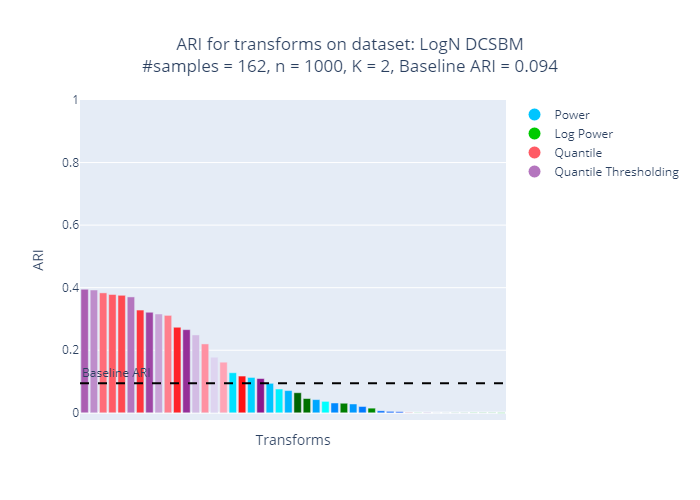 ARI for transforms on dataset: LogN DCSBM
#samples = 162, n = 1000, K = 2, Baseline ARI = 0.094
1
0.8
0.6
0.4
0.2
0
ARI
Baseline ARI
Transforms
Power
Log Power
Quantile
Quantile Thresholding